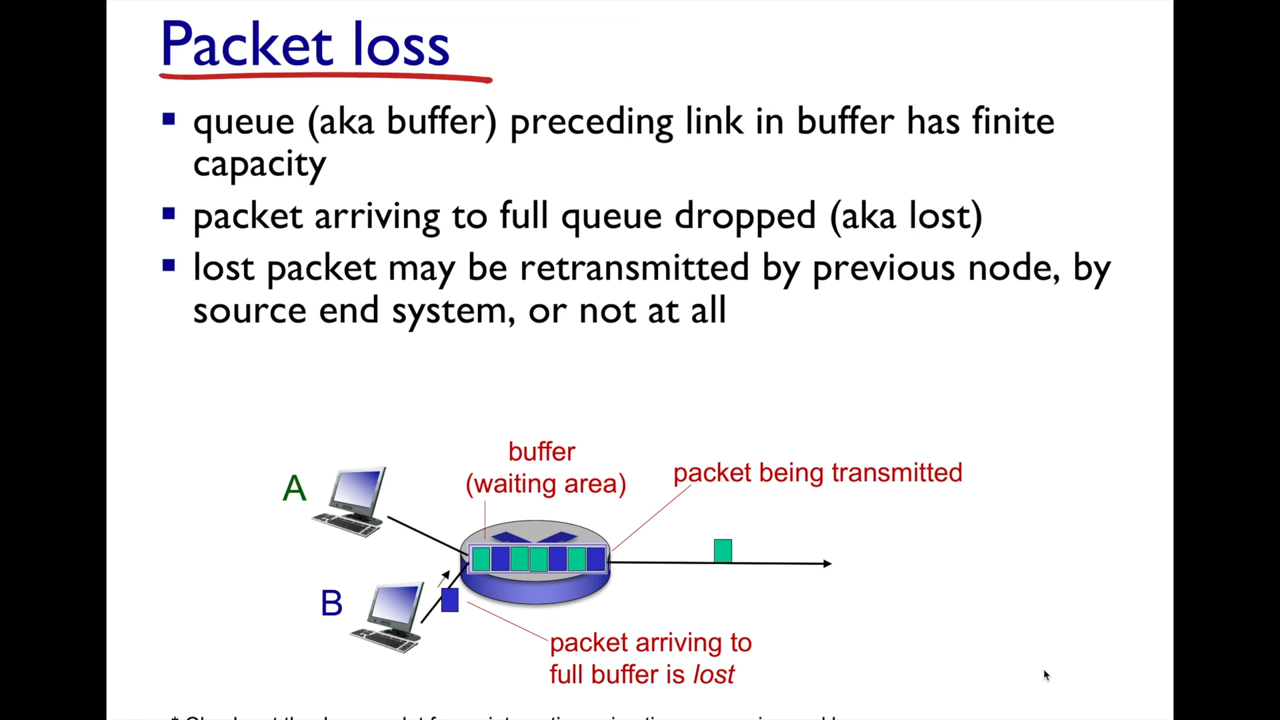 Packet loss
queue (aka buffer) preceding link in buffer has finite
capacity
packet arriving to full queue dropped (aka lost)
lost packet may be retransmitted by previous node, by
source end system, or not at all
buffer
(waiting area)
packet being transmitted
A
B
packet arriving to
full buffer is lost